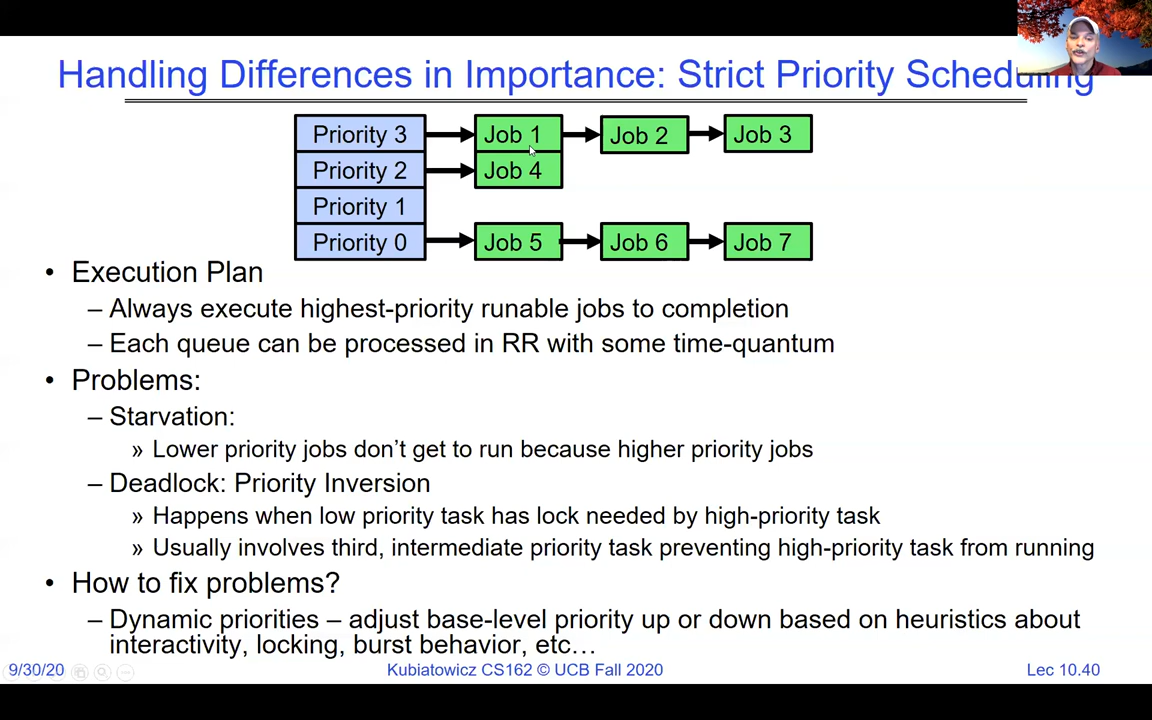 Handling Differences in Importance: Strict Priority Scheduling
Priority 3 Job 1 Job 2 Job 3
Priority 2 Job 4
Priority 1
Priority 0 Job 5 Job 6 Job 7
• Execution Plan
– Always execute highest-priority runable jobs to completion
– Each queue can be processed in RR with some time-quantum
• Problems:
– Starvation:
» Lower priority jobs don’t get to run because higher priority jobs
– Deadlock: Priority Inversion
» Happens when low priority task has lock needed by high-priority task
» Usually involves third, intermediate priority task preventing high-priority task from running
• How to fix problems?
– Dynamic priorities – adjust base-level priority up or down based on heuristics about
interactivity, locking, burst behavior, etc…
9/30/20 Kubiatowicz CS162 © UCB Fall 2020 Lec 10.40